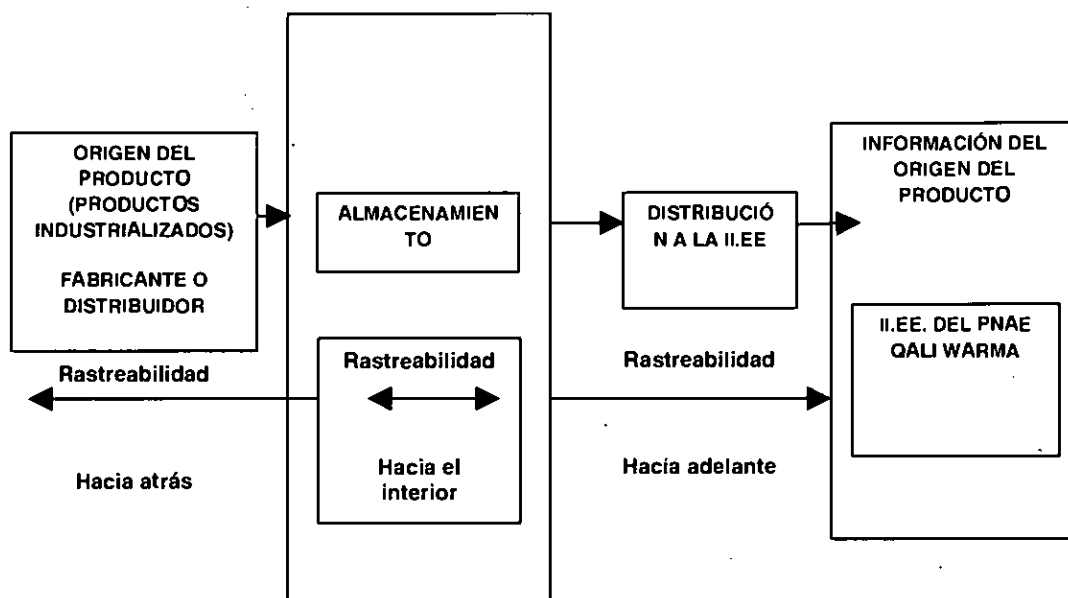 ORIGEN DEL
PRODUCTO
(PRODUCTOS
INDUSTRIALIZADOS)
FABRICANTE O
DISTRIBUIDOR
ALMACENAMIEN
TO
DISTRIBUCIÓ
N A LA II.EE
INFORMACIÓN DEL
ORIGEN DEL
PRODUCTO
II.EE. DEL PNAE
QALI WARMA
Rastreabilidad
Hacia atrás
Rastreabilidad
Hacia el
interior
Rastreabilidad
Hacía adelante